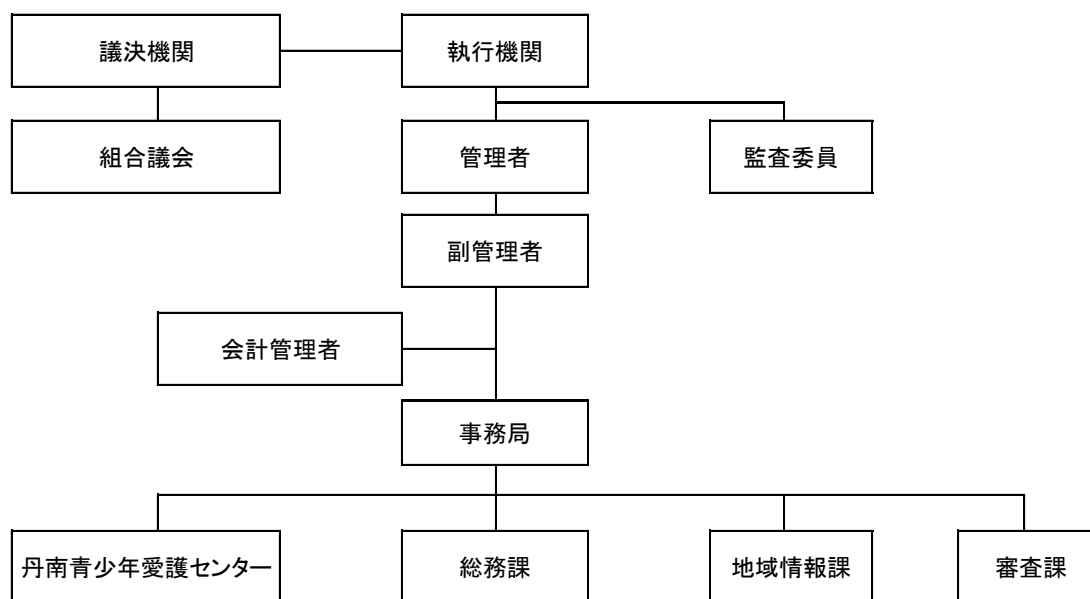 議決機関
執行機関
組合議会
管理者
監査委員
副管理者
会計管理者
事務局
丹南青少年愛護センター
総務課
地域情報課
審査課